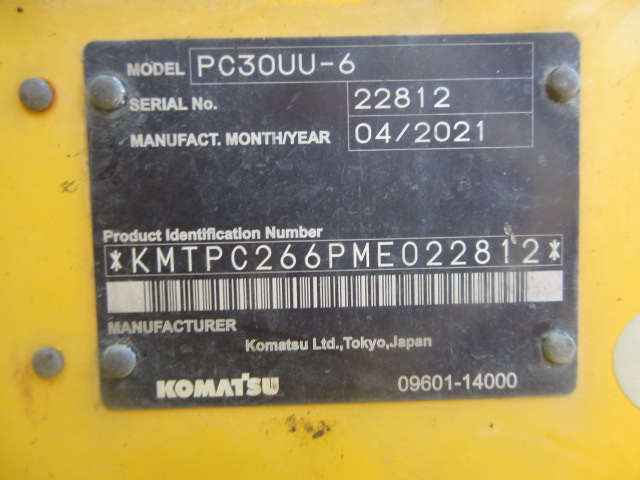 MODEL PC30UU-6
SERIAL No. 22812
MANUFACT. MONTH/YEAR 04/2021
Product Identification Number
*KMTPC266PME022812*
MANUFACTURER
Komatsu Ltd.,Tokyo,Japan
KOMATSU 09601-14000